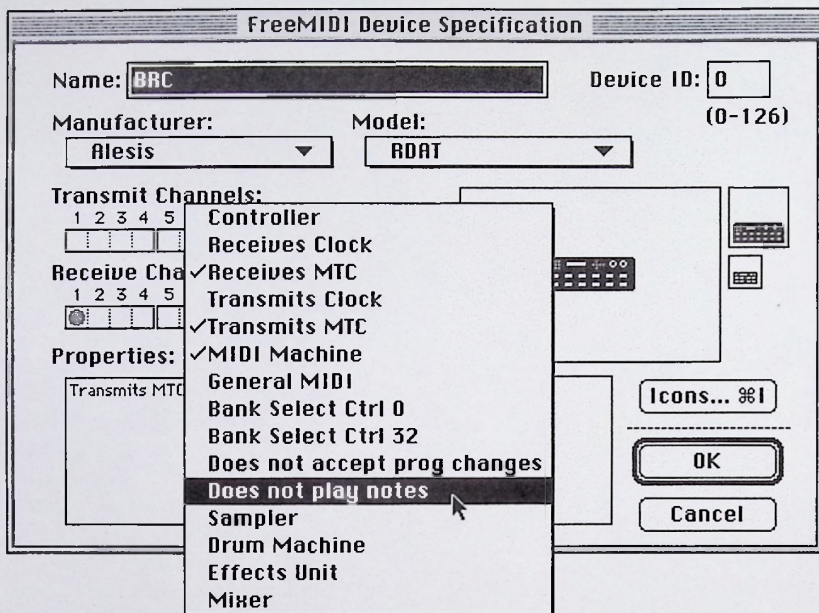 FreeMIDI Device Specification
Name: BRC
Device ID: 0
(0-126)
Manufacturer:
Model:
Alesis
RDAT
Transmit Channels:
1 2 3 4 5
Receive Cha
1 2 3 4 5
Properties:
Transmits MTC
Controller
Receives Clock
✓Receives MTC
Transmits Clock
✓Transmits MTC
✓MIDI Machine
General MIDI
Bank Select Ctrl 0
Bank Select Ctrl 32
Does not accept prog changes
Does not play notes
Sampler
Drum Machine
Effects Unit
Mixer
Icons... ⌘I
OK
Cancel